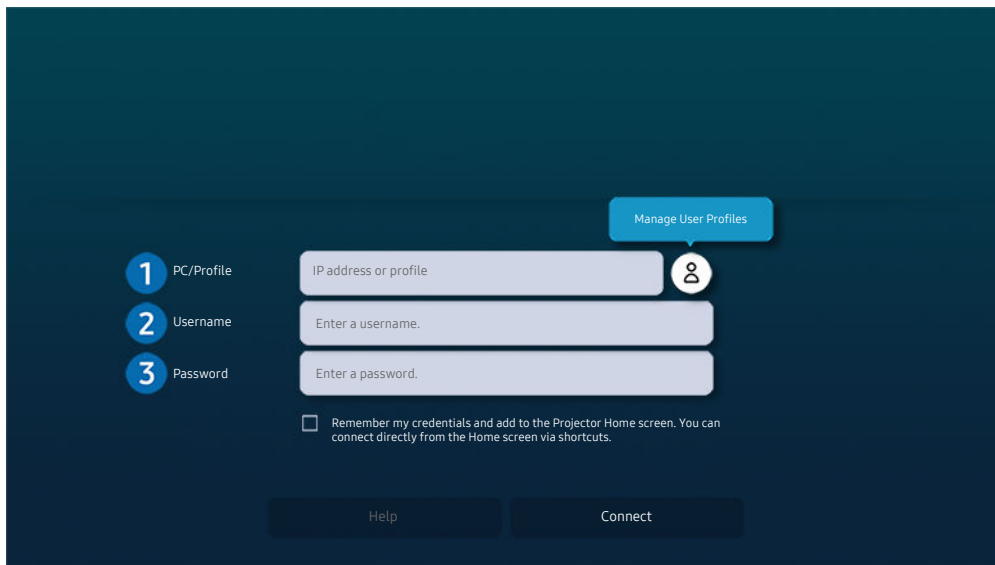 Manage User Profiles
1 PC/Profile IP address or profile
2 Username Enter a username.
3 Password Enter a password.
Remember my credentials and add to the Projector Home screen. You can
connect directly from the Home screen via shortcuts.
Help Connect